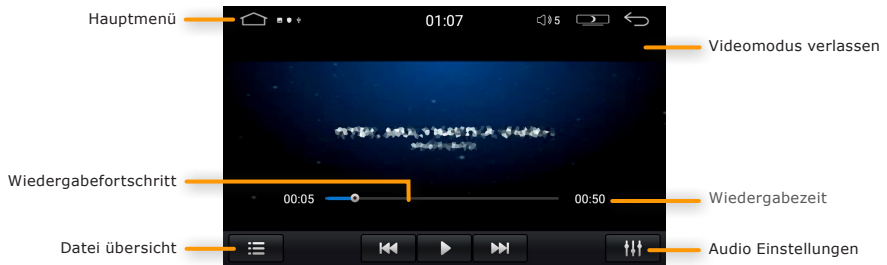 Hauptmenü
01:07
5
Videomodus verlassen
Wiedergabefortschritt
00:05
00:50
Wiedergabezeit
Datei übersicht
Audio Einstellungen